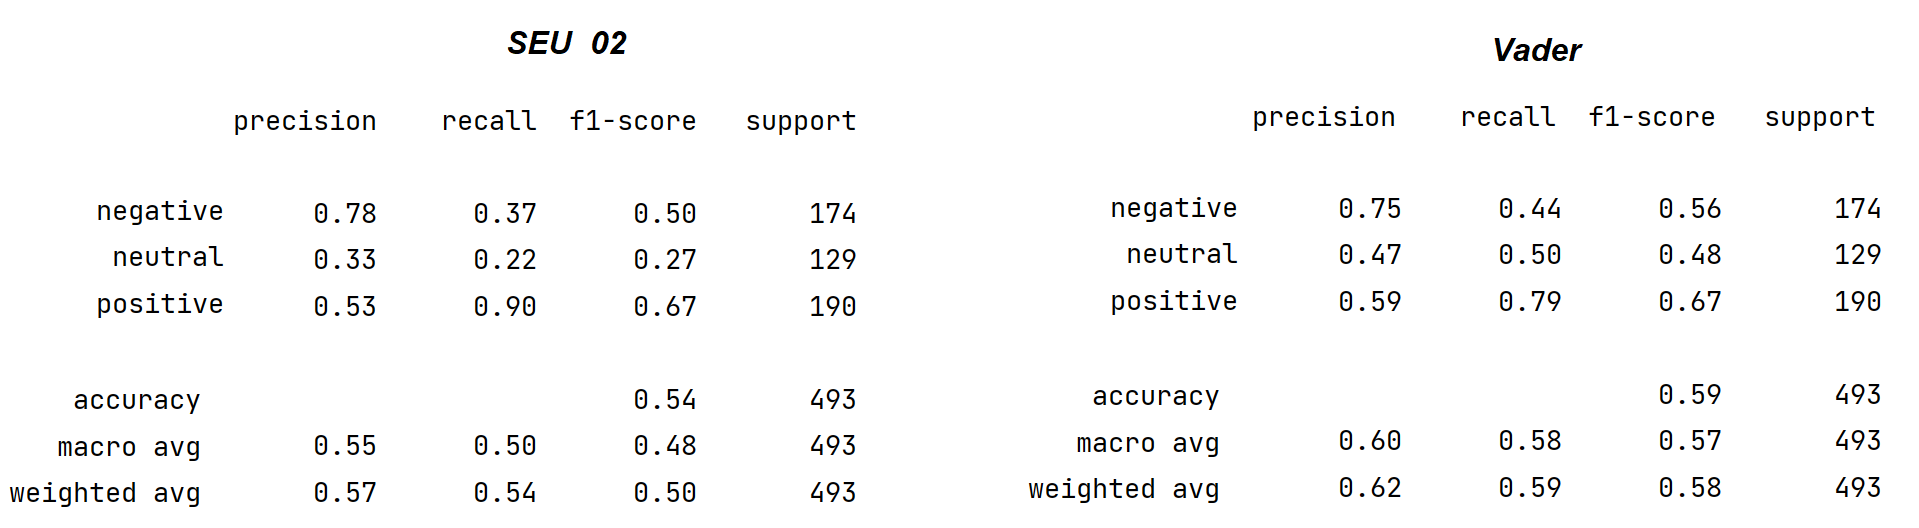 SEU 02
precision recall f1-score support
negative 0.78 0.37 0.50 174
neutral 0.33 0.22 0.27 129
positive 0.53 0.90 0.67 190
accuracy 0.54 493
macro avg 0.55 0.50 0.48 493
weighted avg 0.57 0.54 0.50 493
Vader
precision recall f1-score support
negative 0.75 0.44 0.56 174
neutral 0.47 0.50 0.48 129
positive 0.59 0.79 0.67 190
accuracy 0.59 493
macro avg 0.60 0.58 0.57 493
weighted avg 0.62 0.59 0.58 493